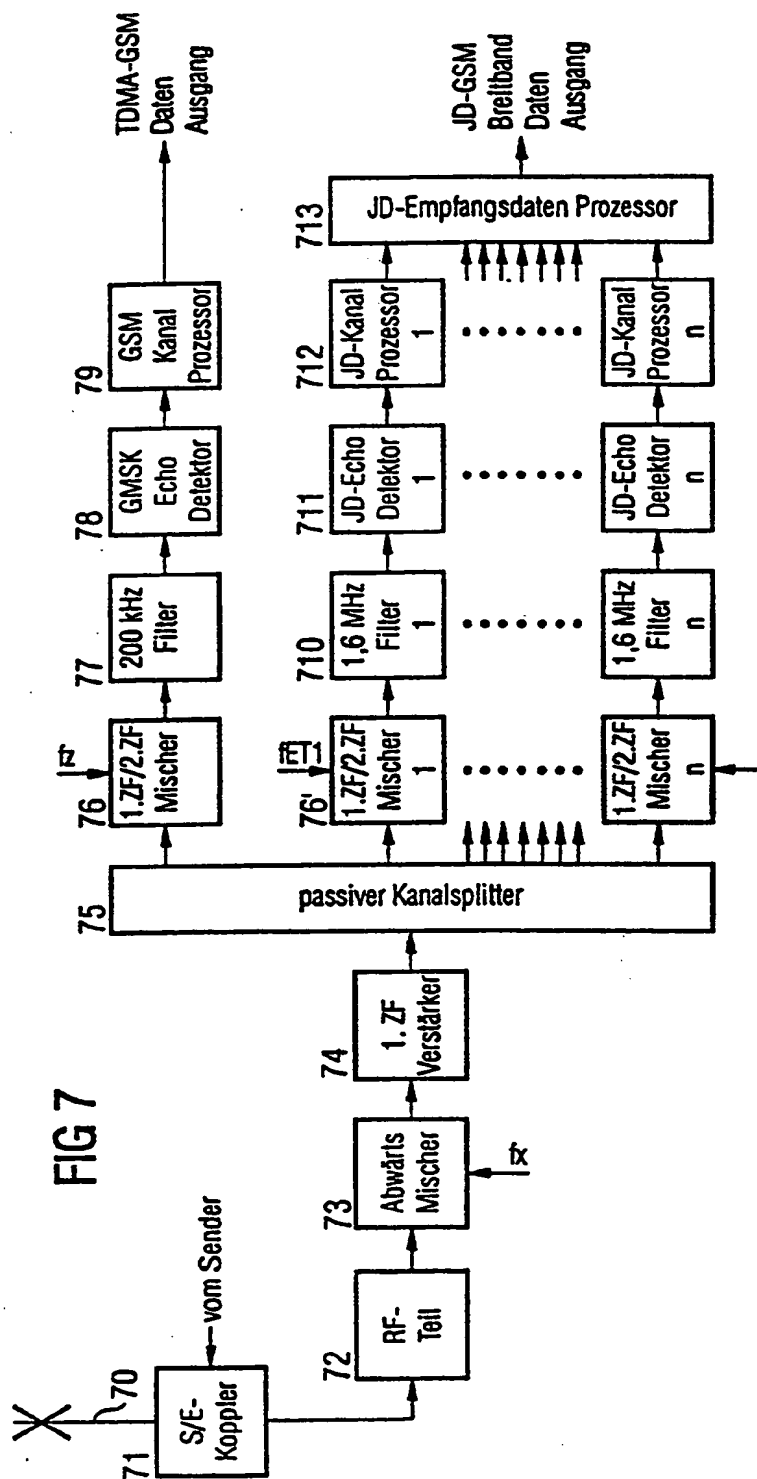 FIG 7
70
71
S/E-
Koppler
vom Sender
72
RF-
Teil
73
Abwärts
Mischer
fx
74
1. ZF
Verstärker
75
passiver Kanalsplitter
fz
76
1.ZF/2.ZF
Mischer
77
200 kHz
Filter
78
GMSK
Echo
Detektor
79
GSM
Kanal
Prozessor
TDMA-GSM
Daten
Ausgang
fET1
76'
1.ZF/2.ZF
Mischer
1
710
1,6 MHz
Filter
1
711
JD-Echo
Detektor
1
712
JD-Kanal
Prozessor
1
713
JD-Empfangsdaten Prozessor
JD-GSM
Breitband
Daten
Ausgang
1.ZF/2.ZF
Mischer
n
1,6 MHz
Filter
n
JD-Echo
Detektor
n
JD-Kanal
Prozessor
n